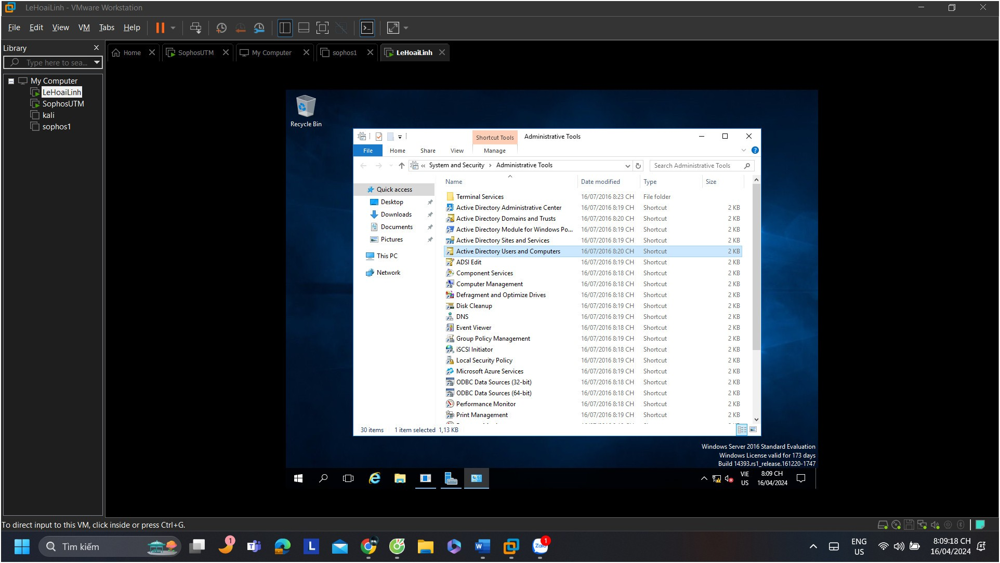 LeHoaiLinh - VMware Workstation
File Edit View VM Tabs Help
Library
Type here to sea...
Home SophosUTM My Computer sophos1 LeHoaiLinh
My Computer
LeHoaiLinh
SophosUTM
kali
sophos1
Recycle Bin
Shortcut Tools Administrative Tools
File Home Share View Manage
« System and Security › Administrative Tools
Search Administrative Tools
Quick access
Desktop
Downloads
Documents
Pictures
This PC
Network
Name Date modified Type Size
Terminal Services 16/07/2016 8:23 CH File folder
Active Directory Administrative Center 16/07/2016 8:19 CH Shortcut 2 KB
Active Directory Domains and Trusts 16/07/2016 8:20 CH Shortcut 2 KB
Active Directory Module for Windows Po... 16/07/2016 8:19 CH Shortcut 2 KB
Active Directory Sites and Services 16/07/2016 8:19 CH Shortcut 2 KB
Active Directory Users and Computers 16/07/2016 8:20 CH Shortcut 2 KB
ADSI Edit 16/07/2016 8:19 CH Shortcut 2 KB
Component Services 16/07/2016 8:18 CH Shortcut 2 KB
Computer Management 16/07/2016 8:18 CH Shortcut 2 KB
Defragment and Optimize Drives 16/07/2016 8:18 CH Shortcut 2 KB
Disk Cleanup 16/07/2016 8:19 CH Shortcut 2 KB
DNS 16/07/2016 8:19 CH Shortcut 2 KB
Event Viewer 16/07/2016 8:18 CH Shortcut 2 KB
Group Policy Management 16/07/2016 8:19 CH Shortcut 2 KB
iSCSI Initiator 16/07/2016 8:18 CH Shortcut 2 KB
Local Security Policy 16/07/2016 8:19 CH Shortcut 2 KB
Microsoft Azure Services 16/07/2016 8:19 CH Shortcut 2 KB
ODBC Data Sources (32-bit) 16/07/2016 8:18 CH Shortcut 2 KB
ODBC Data Sources (64-bit) 16/07/2016 8:18 CH Shortcut 2 KB
Performance Monitor 16/07/2016 8:18 CH Shortcut 2 KB
Print Management 16/07/2016 8:19 CH Shortcut 2 KB
30 items 1 item selected 1,13 KB
Windows Server 2016 Standard Evaluation
Windows License valid for 173 days
Build 14393.rs1_release.161220-1747
VIE
US
8:09 CH
16/04/2024
To direct input to this VM, click inside or press Ctrl+G.
Tìm kiếm
1
L
Zalo
1
ENG
US
8:09:18 CH
16/04/2024